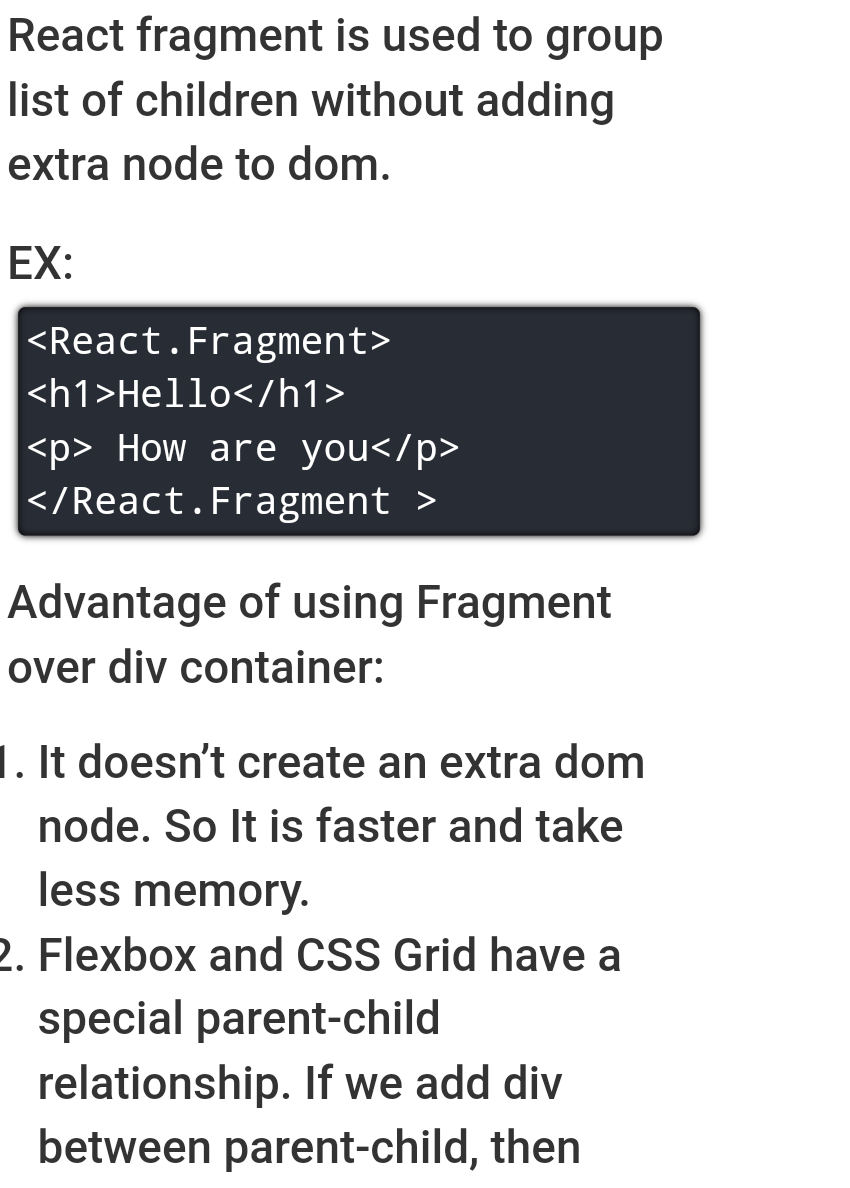 React fragment is used to group
list of children without adding
extra node to dom.
EX:
<React.Fragment>
<h1>Hello</h1>
<p> How are you</p>
</React.Fragment >
Advantage of using Fragment
over div container:
1. It doesn’t create an extra dom
node. So It is faster and take
less memory.
2. Flexbox and CSS Grid have a
special parent-child
relationship. If we add div
between parent-child, then